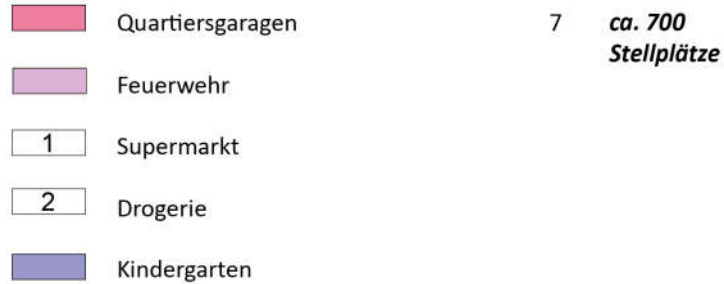 Quartiersgaragen 7 ca. 700
Stellplätze
Feuerwehr
1 Supermarkt
2 Drogerie
Kindergarten